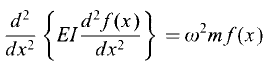 d²/dx² { EI d²f(x)/dx² } = ω²mf(x)